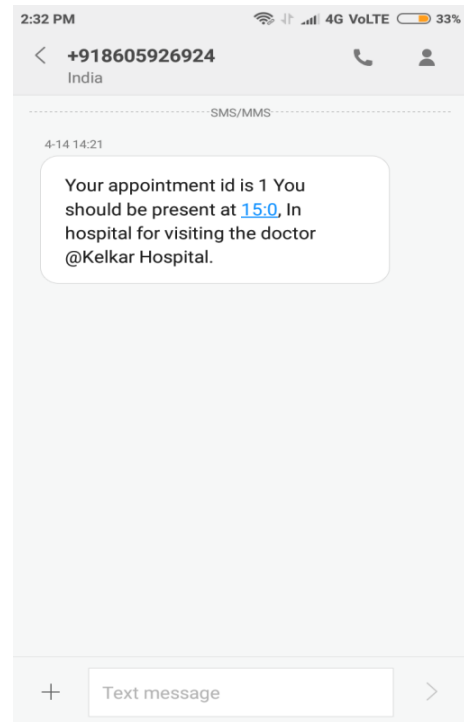 2:32 PM 4G VoLTE 33%
+918605926924
India
SMS/MMS
4-14 14:21
Your appointment id is 1 You
should be present at 15:0, In
hospital for visiting the doctor
@Kelkar Hospital.
Text message